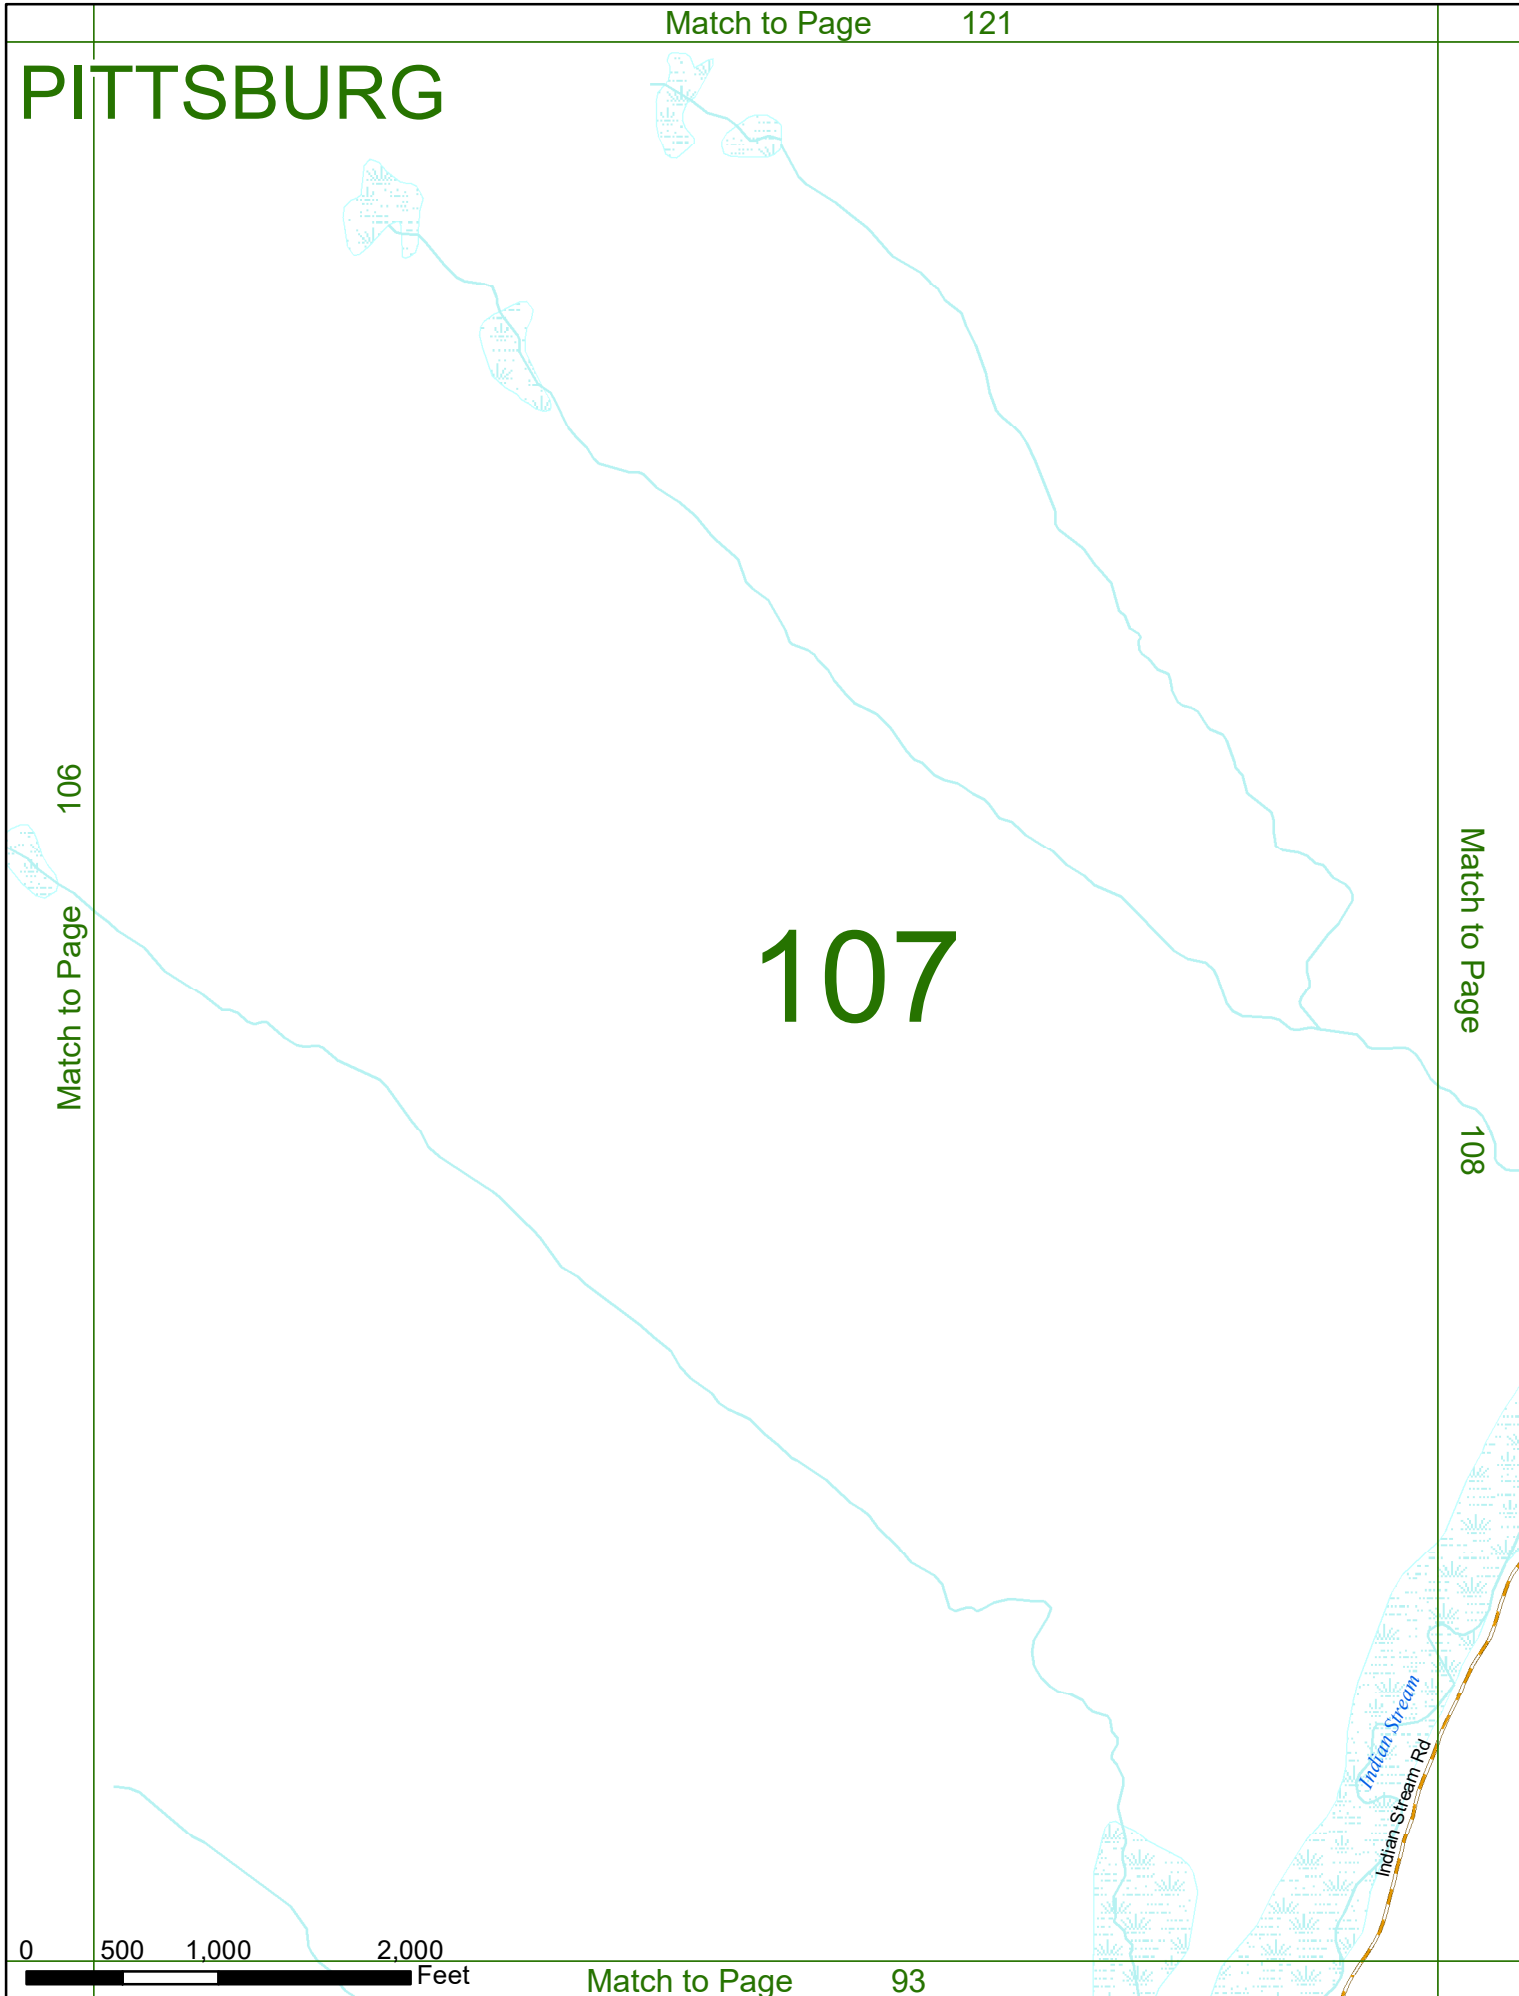 Match to Page 121
PITTSBURG
Match to Page 106
107
Match to Page 108
Indian Stream
Indian Stream Rd
0 500 1,000 2,000
Feet
Match to Page 93